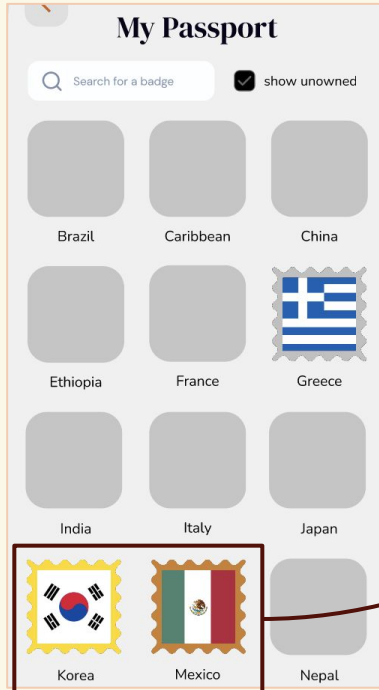 My Passport
Search for a badge
show unowned
Brazil
Caribbean
China
Ethiopia
France
Greece
India
Italy
Japan
Korea
Mexico
Nepal